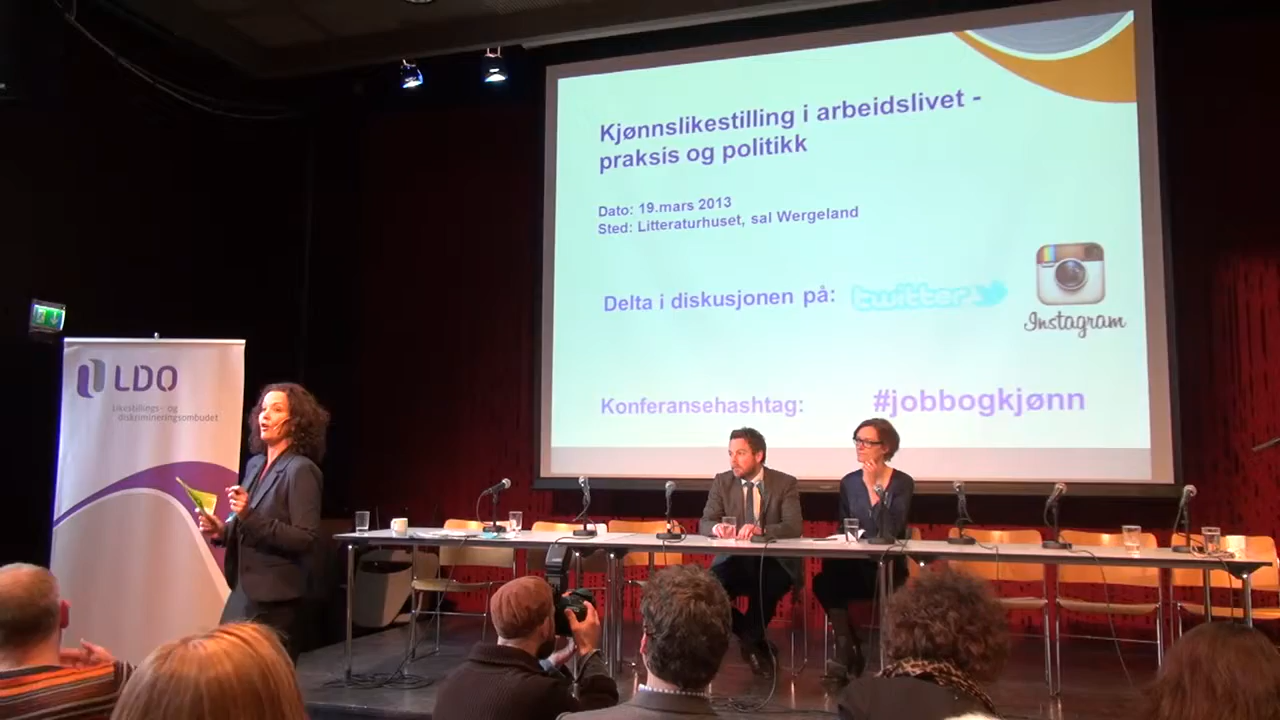 Kjønnslikestilling i arbeidslivet -
praksis og politikk
Dato: 19.mars 2013
Sted: Litteraturhuset, sal Wergeland
Delta i diskusjonen på: twitter
Instagram
Konferansehashtag: #jobbogkjønn
LDO
Likestillings- og
diskrimineringsombudet